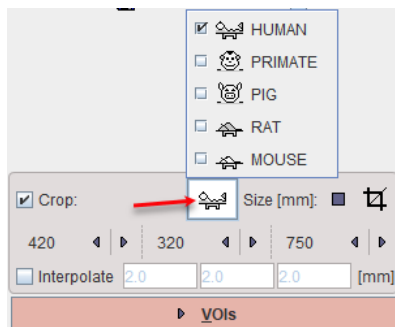 HUMAN
PRIMATE
PIG
RAT
MOUSE
Crop: Size [mm]:
420 320 750
Interpolate 2.0 2.0 2.0 [mm]
VOIs